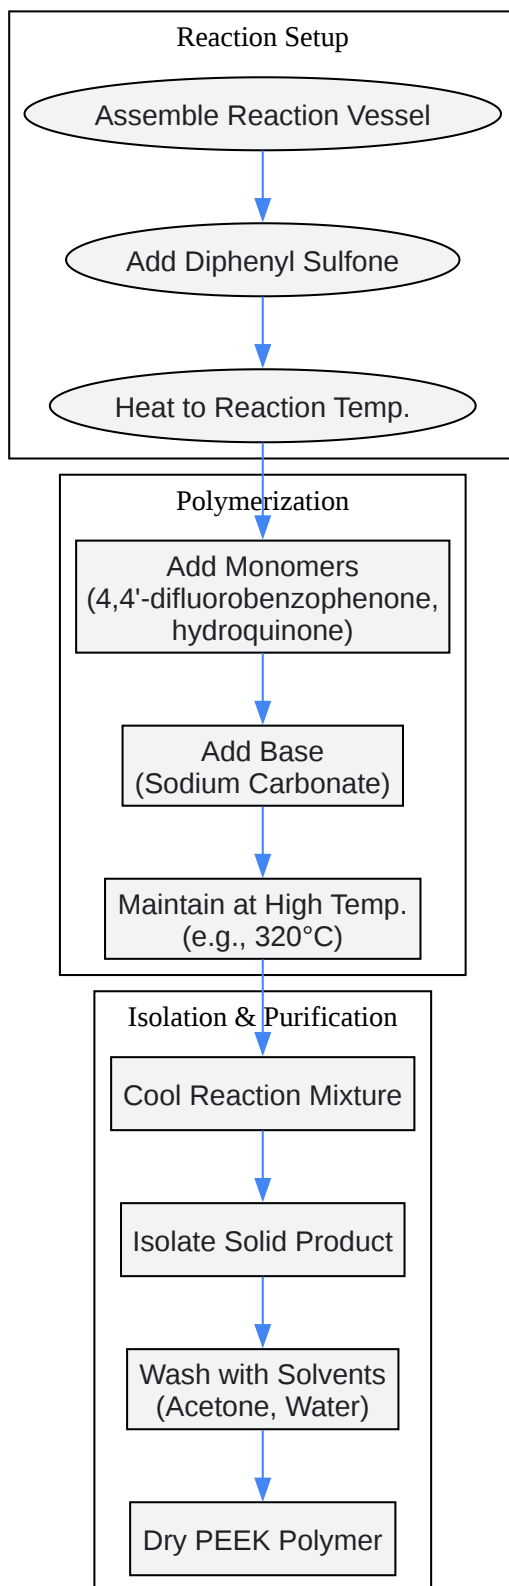 Reaction Setup
Assemble Reaction Vessel
Add Diphenyl Sulfone
Heat to Reaction Temp.
Polymerization
Add Monomers
(4,4'-difluorobenzophenone,
hydroquinone)
Add Base
(Sodium Carbonate)
Maintain at High Temp.
(e.g., 320°C)
Isolation & Purification
Cool Reaction Mixture
Isolate Solid Product
Wash with Solvents
(Acetone, Water)
Dry PEEK Polymer